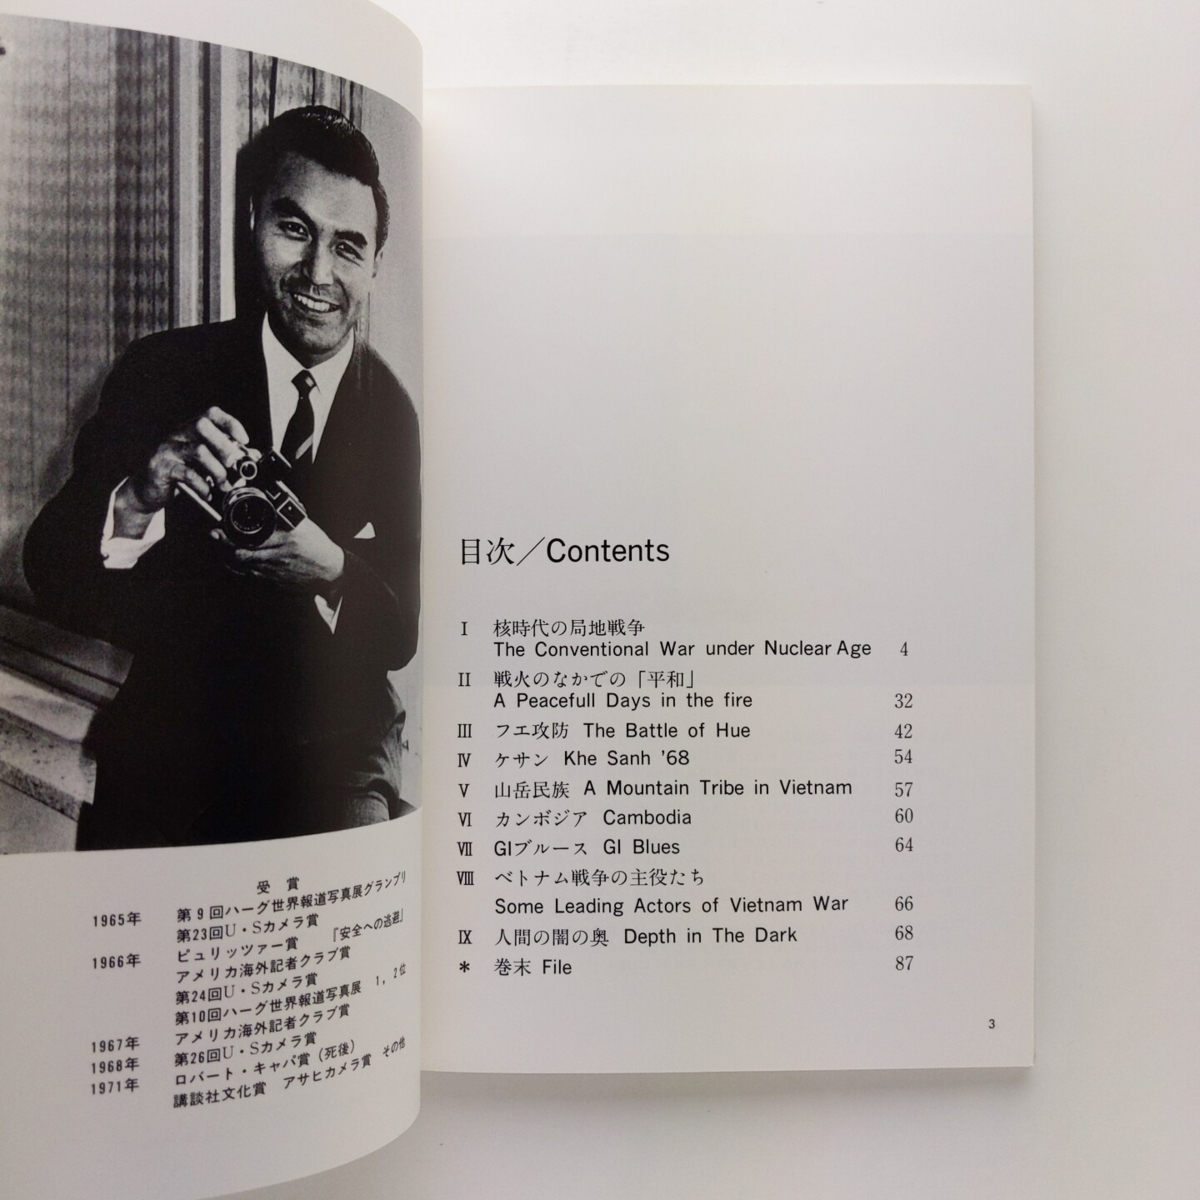 受 賞
1965年 第9回ハーグ世界報道写真展グランプリ
第23回U・Sカメラ賞
1966年 ピュリッツァー賞 『安全への逃避』
アメリカ海外記者クラブ賞
第24回U・Sカメラ賞
第10回ハーグ世界報道写真展 1，2位
1967年 アメリカ海外記者クラブ賞
1968年 第26回U・Sカメラ賞
1971年 ロバート・キャパ賞（死後）
講談社文化賞 アサヒカメラ賞 その他
目次／Contents
I 核時代の局地戦争
The Conventional War under Nuclear Age 4
II 戦火のなかでの「平和」
A Peacefull Days in the fire 32
III フエ攻防 The Battle of Hue 42
IV ケサン Khe Sanh ’68 54
V 山岳民族 A Mountain Tribe in Vietnam 57
VI カンボジア Cambodia 60
VII GIブルース GI Blues 64
VIII ベトナム戦争の主役たち
Some Leading Actors of Vietnam War 66
IX 人間の闇の奥 Depth in The Dark 68
＊ 巻末 File 87
3